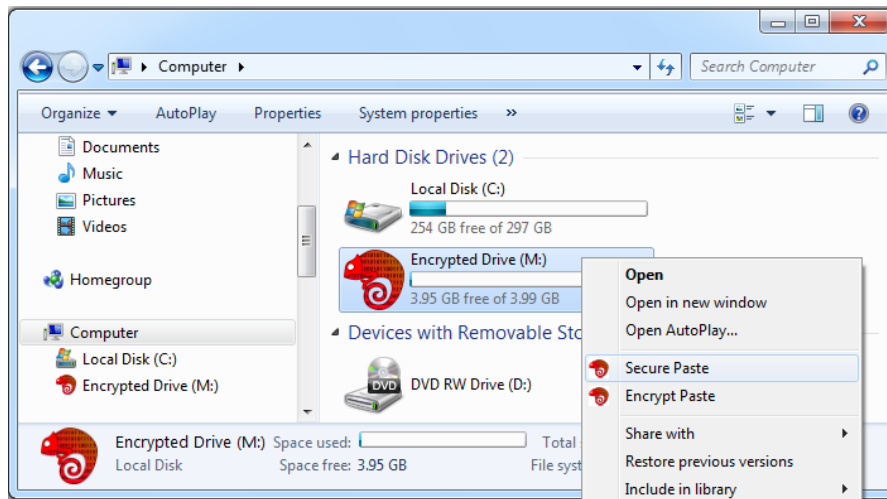 Computer
Search Computer
Organize
AutoPlay
Properties
System properties
»
Documents
Music
Pictures
Videos
Homegroup
Computer
Local Disk (C:)
Encrypted Drive (M:)
Hard Disk Drives (2)
Local Disk (C:)
254 GB free of 297 GB
Encrypted Drive (M:)
3.95 GB free of 3.99 GB
Devices with Removable
DVD
DVD RW Drive (D:)
Open
Open in new window
Open AutoPlay...
Secure Paste
Encrypt Paste
Share with
Restore previous versions
Include in library
Encrypted Drive (M:) Space used: Total
Local Disk Space free: 3.95 GB File